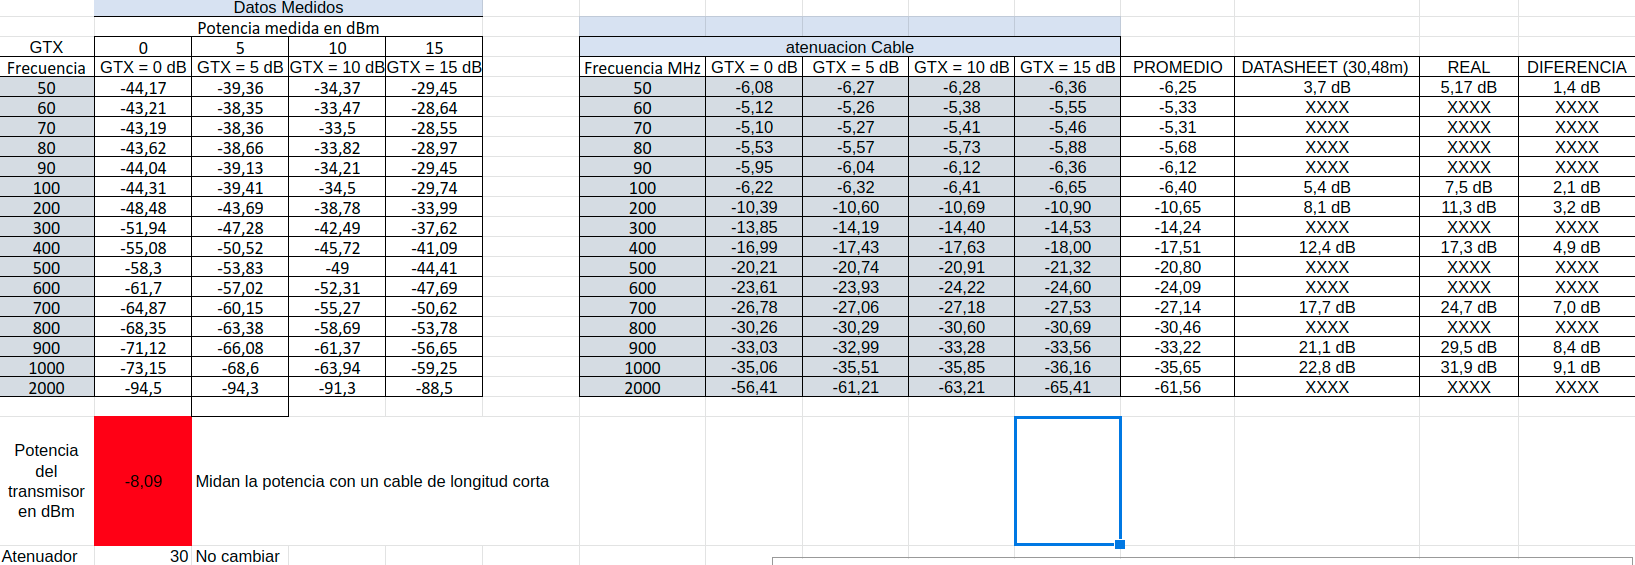 Datos Medidos
Potencia medida en dBm
GTX 0 5 10 15 atenuacion Cable
Frecuencia GTX = 0 dB GTX = 5 dB GTX = 10 dB GTX = 15 dB Frecuencia MHz GTX = 0 dB GTX = 5 dB GTX = 10 dB GTX = 15 dB PROMEDIO DATASHEET (30,48m) REAL DIFERENCIA
50 -44,17 -39,36 -34,37 -29,45 50 -6,08 -6,27 -6,28 -6,36 -6,25 3,7 dB 5,17 dB 1,4 dB
60 -43,21 -38,35 -33,47 -28,64 60 -5,12 -5,26 -5,38 -5,55 -5,33 XXXX XXXX XXXX
70 -43,19 -38,36 -33,5 -28,55 70 -5,10 -5,27 -5,41 -5,46 -5,31 XXXX XXXX XXXX
80 -43,62 -38,66 -33,82 -28,97 80 -5,53 -5,57 -5,73 -5,88 -5,68 XXXX XXXX XXXX
90 -44,04 -39,13 -34,21 -29,45 90 -5,95 -6,04 -6,12 -6,36 -6,12 XXXX XXXX XXXX
100 -44,31 -39,41 -34,5 -29,74 100 -6,22 -6,32 -6,41 -6,65 -6,40 5,4 dB 7,5 dB 2,1 dB
200 -48,48 -43,69 -38,78 -33,99 200 -10,39 -10,60 -10,69 -10,90 -10,65 8,1 dB 11,3 dB 3,2 dB
300 -51,94 -47,28 -42,49 -37,62 300 -13,85 -14,19 -14,40 -14,53 -14,24 XXXX XXXX XXXX
400 -55,08 -50,52 -45,72 -41,09 400 -16,99 -17,43 -17,63 -18,00 -17,51 12,4 dB 17,3 dB 4,9 dB
500 -58,3 -53,83 -49 -44,41 500 -20,21 -20,74 -20,91 -21,32 -20,80 XXXX XXXX XXXX
600 -61,7 -57,02 -52,31 -47,69 600 -23,61 -23,93 -24,22 -24,60 -24,09 XXXX XXXX XXXX
700 -64,87 -60,15 -55,27 -50,62 700 -26,78 -27,06 -27,18 -27,53 -27,14 17,7 dB 24,7 dB 7,0 dB
800 -68,35 -63,38 -58,69 -53,78 800 -30,26 -30,29 -30,60 -30,69 -30,46 XXXX XXXX XXXX
900 -71,12 -66,08 -61,37 -56,65 900 -33,03 -32,99 -33,28 -33,56 -33,22 21,1 dB 29,5 dB 8,4 dB
1000 -73,15 -68,6 -63,94 -59,25 1000 -35,06 -35,51 -35,85 -36,16 -35,65 22,8 dB 31,9 dB 9,1 dB
2000 -94,5 -94,3 -91,3 -88,5 2000 -56,41 -61,21 -63,21 -65,41 -61,56 XXXX XXXX XXXX
Potencia
del
transmisor
en dBm
-8,09 Midan la potencia con un cable de longitud corta
Atenuador 30 No cambiar